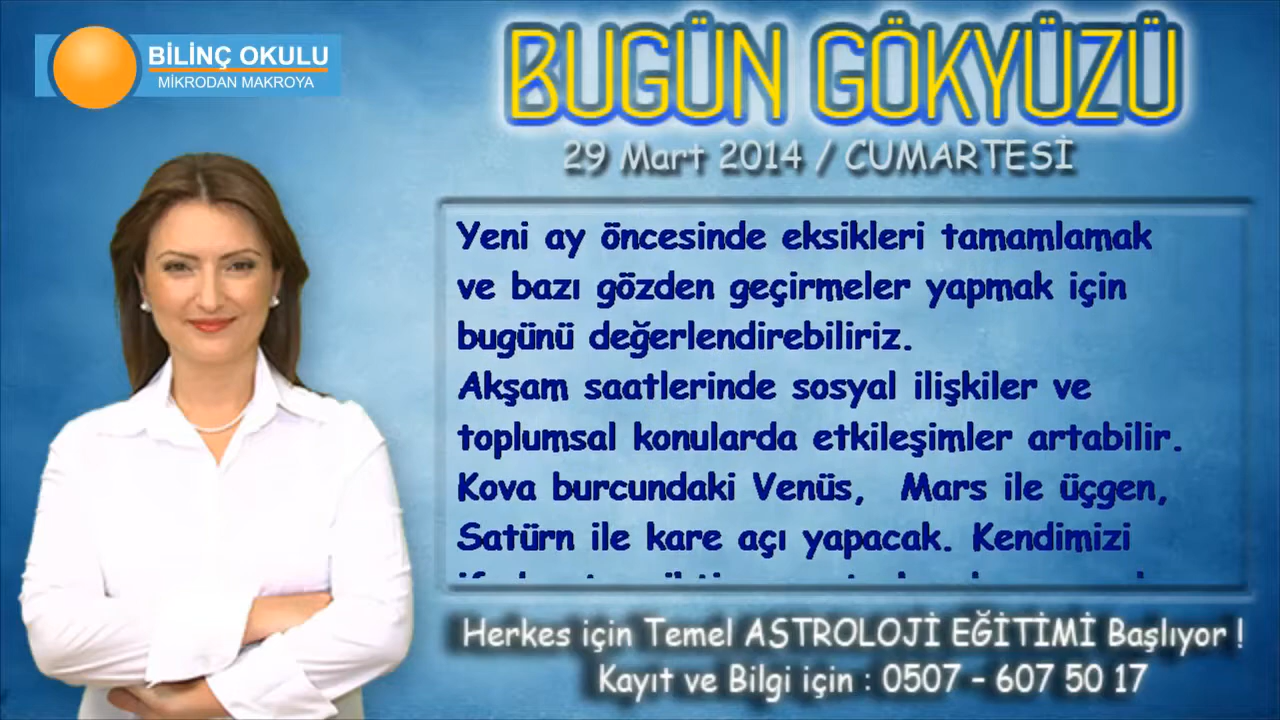 BİLİNÇ OKULU
MİKRODAN MAKROYA
BUGÜN GÖKYÜZÜ
29 Mart 2014 / CUMARTESİ
Yeni ay öncesinde eksikleri tamamlamak
ve bazı gözden geçirmeler yapmak için
bugünü değerlendirebiliriz.
Akşam saatlerinde sosyal ilişkiler ve
toplumsal konularda etkileşimler artabilir.
Kova burcundaki Venüs,  Mars ile üçgen,
Satürn ile kare açı yapacak. Kendimizi
Herkes için Temel ASTROLOJİ EĞİTİMİ Başlıyor !
Kayıt ve Bilgi için : 0507 – 607 50 17